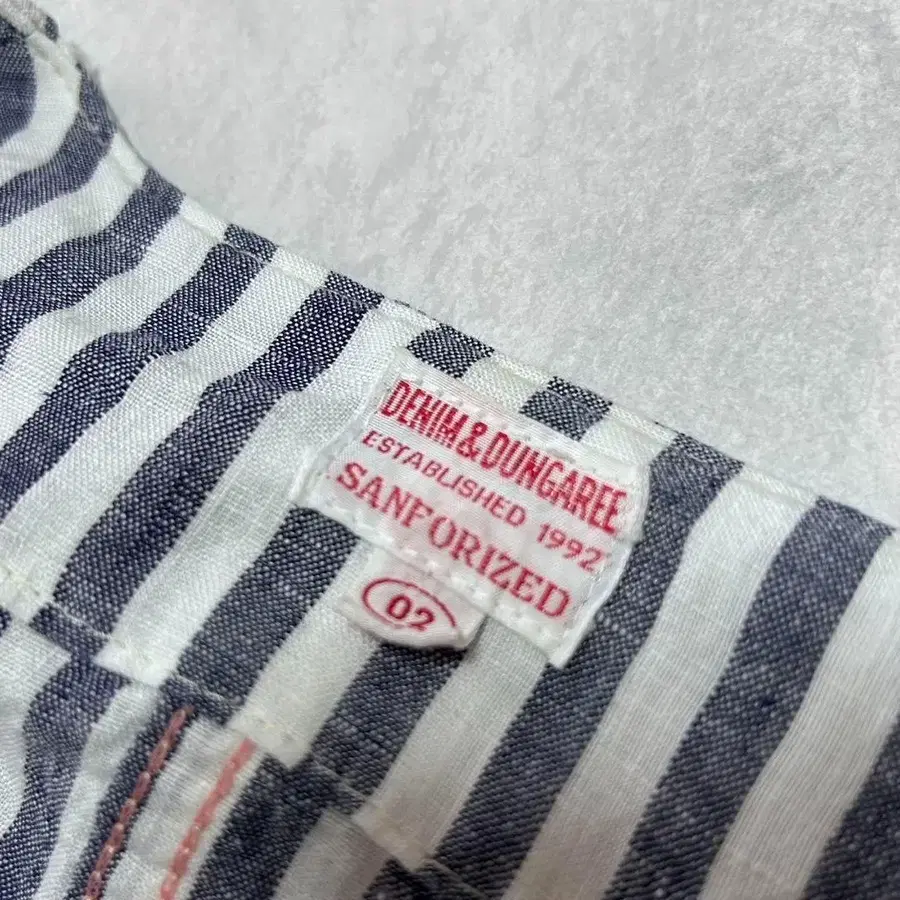 DENIM & DUNGAREE
ESTABLISHED 1992
SANFORIZED
02